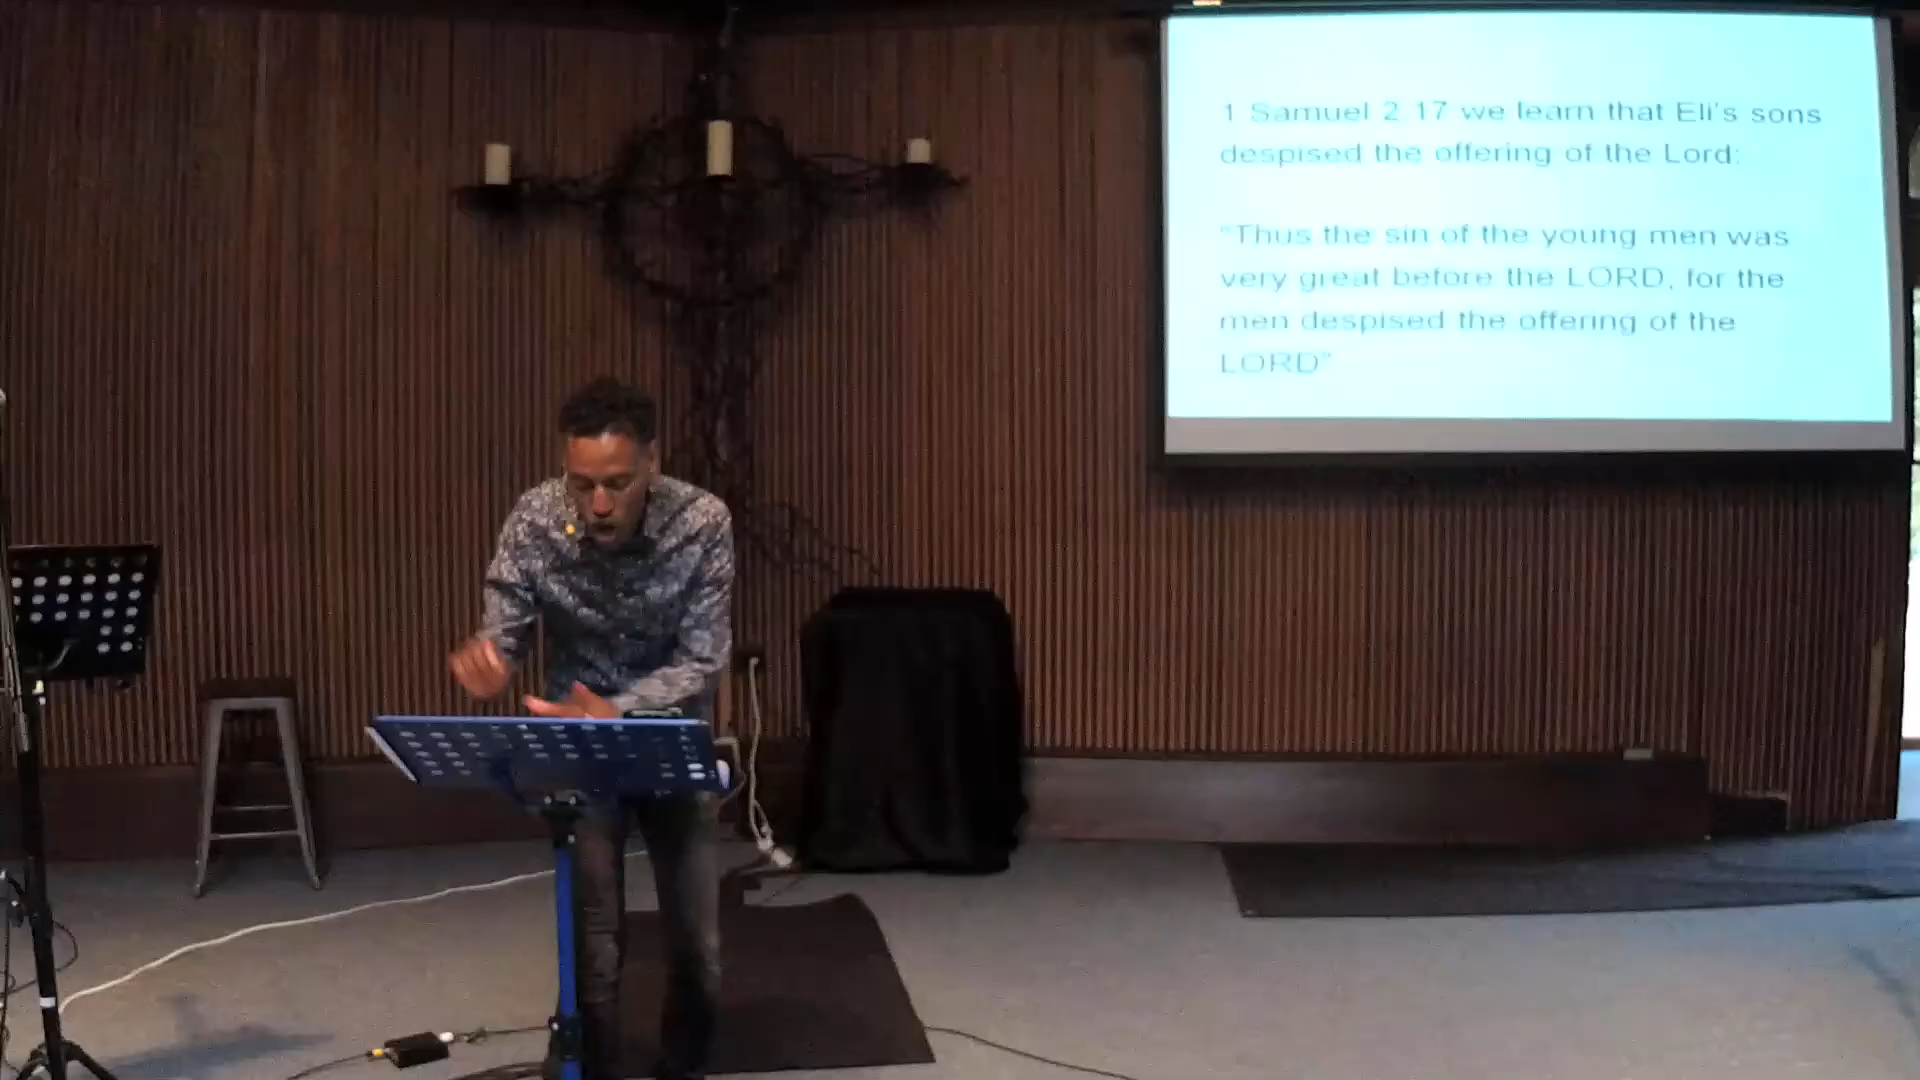 1 Samuel 2 17 we learn that Eli's sons
despised the offering of the Lord:
"Thus the sin of the young men was
very great before the LORD, for the
men despised the offering of the
LORD"